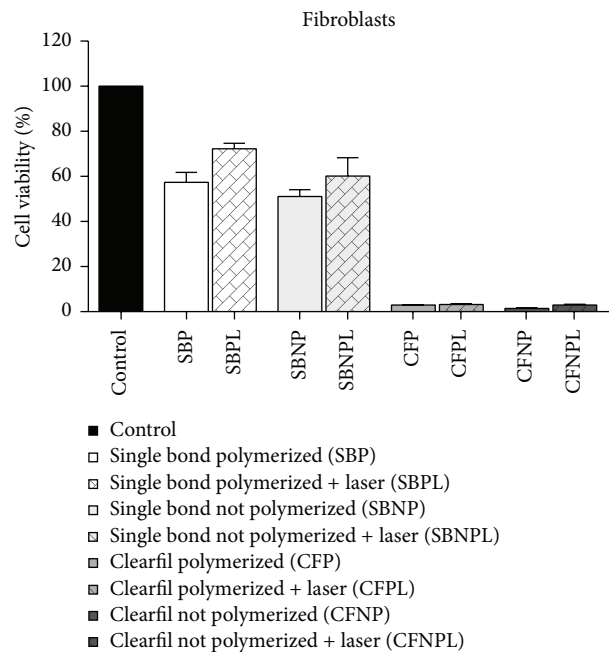 Fibroblasts
Cell viability (%)
120
100
80
60
40
20
0
Control
SBP
SBPL
SBNP
SBNPL
CFP
CFPL
CFNP
CFNPL
Control
Single bond polymerized (SBP)
Single bond polymerized + laser (SBPL)
Single bond not polymerized (SBNP)
Single bond not polymerized + laser (SBNPL)
Clearfil polymerized (CFP)
Clearfil polymerized + laser (CFPL)
Clearfil not polymerized (CFNP)
Clearfil not polymerized + laser (CFNPL)